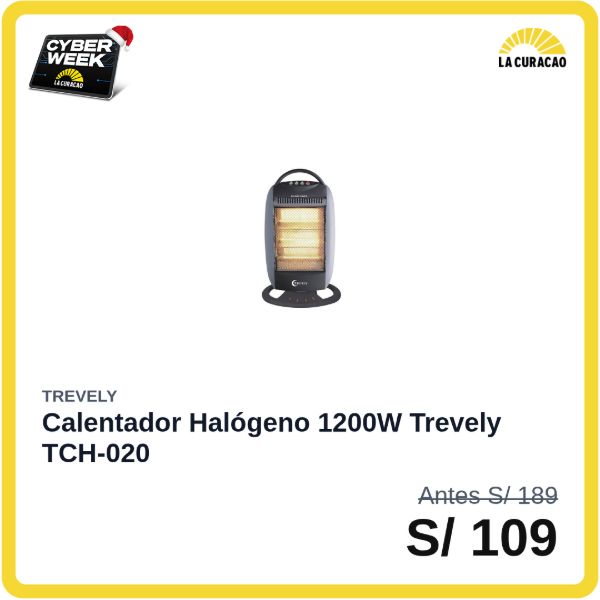 CYBER
WEEK
LA CURACAO
LA CURACAO
TREVELY
Calentador Halógeno 1200W Trevely
TCH-020
Antes S/ 189
S/ 109